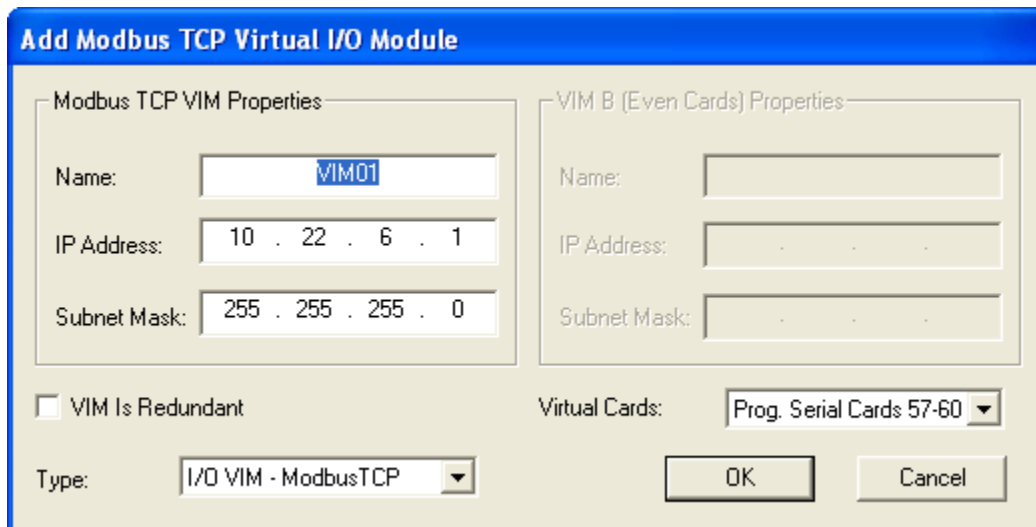 Add Modbus TCP Virtual I/O Module
Modbus TCP VIM Properties
Name: VIM01
IP Address: 10 . 22 . 6 . 1
Subnet Mask: 255 . 255 . 255 . 0
VIM B (Even Cards) Properties
Name:
IP Address: . . .
Subnet Mask: . . .
VIM Is Redundant
Virtual Cards: Prog. Serial Cards 57-60
Type: I/O VIM - ModbusTCP
OK
Cancel